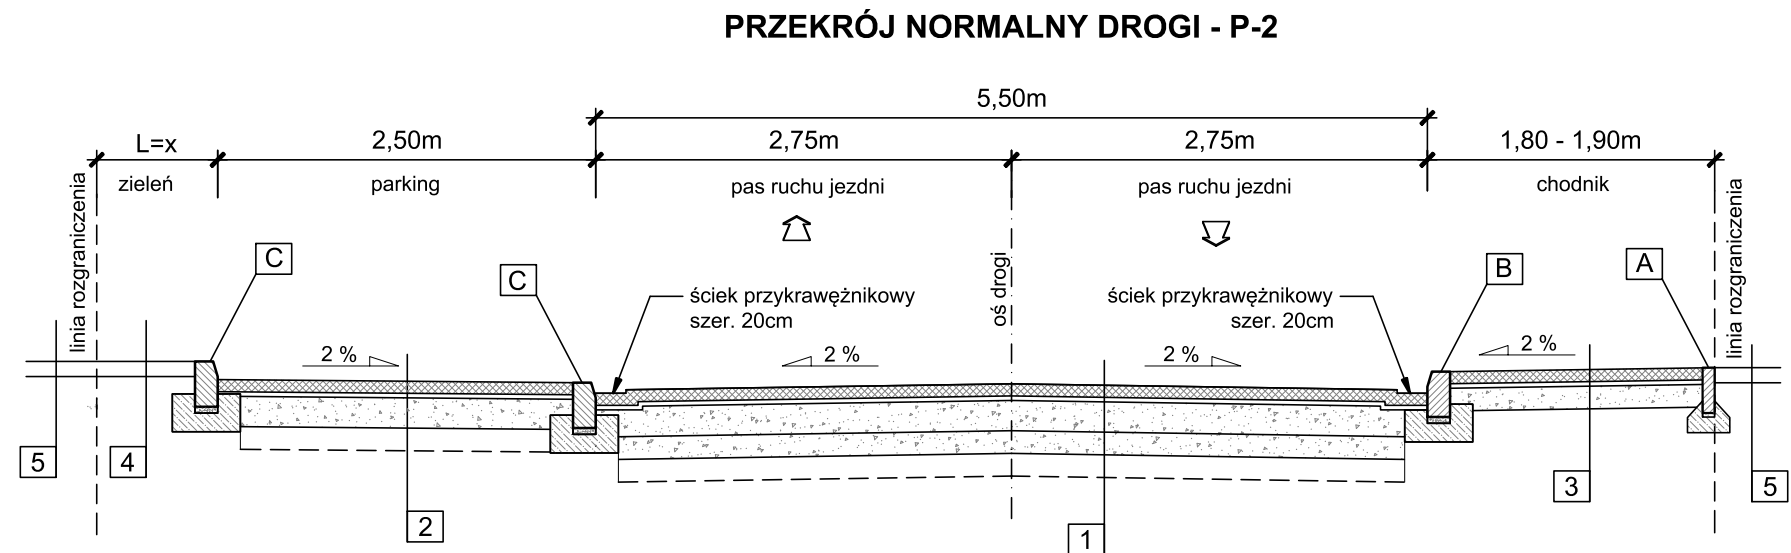 PRZEKRÓJ NORMALNY DROGI - P-2
5,50m
L=x
2,50m
2,75m
2,75m
1,80 - 1,90m
zieleń
parking
pas ruchu jezdni
pas ruchu jezdni
chodnik
linia rozgraniczenia
oś drogi
linia rozgraniczenia
C
C
B
A
ściek przykrawężnikowy
szer. 20cm
ściek przykrawężnikowy
szer. 20cm
2 %
2 %
2 %
2 %
5
4
2
1
3
5